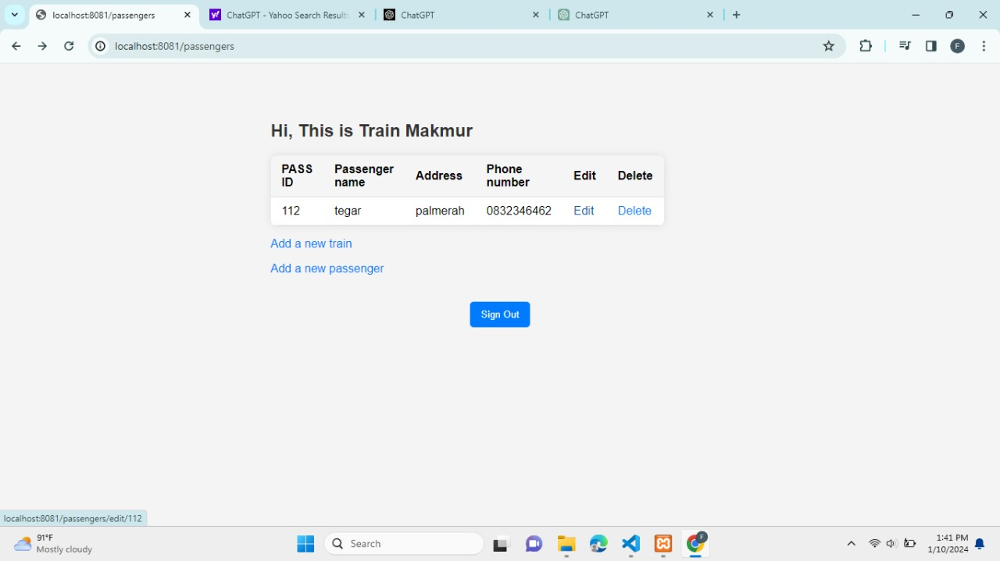 localhost:8081/passengers
ChatGPT - Yahoo Search Results
ChatGPT
ChatGPT
localhost:8081/passengers
F
Hi, This is Train Makmur
PASS ID Passenger name Address Phone number Edit Delete
112 tegar palmerah 0832346462 Edit Delete
Add a new train
Add a new passenger
Sign Out
localhost:8081/passengers/edit/112
91°F
Mostly cloudy
Search
F
1:41 PM
1/10/2024